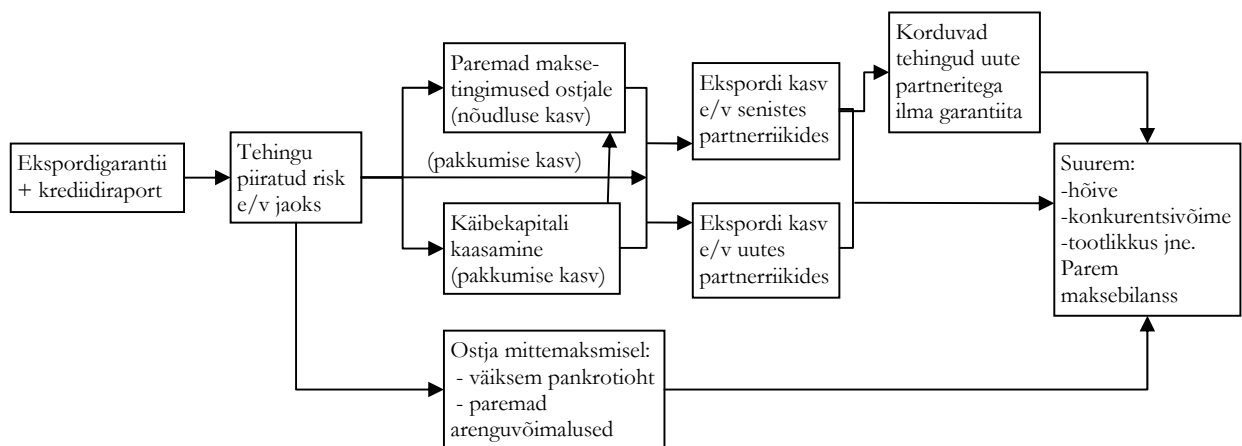 Ekspordigarantii
+ krediidiraport
Tehingu
piiratud risk
e/v jaoks
Paremad makse-
tingimused ostjale
(nõudluse kasv)
(pakkumise kasv)
Käibekapitali
kaasamine
(pakkumise kasv)
Ekspordi kasv
e/v senistes
partnerriikides
Ekspordi kasv
e/v uutes
partnerriikides
Korduvad
tehingud uute
partneritega
ilma garantiita
Suurem:
-hõive
-konkurentsivõime
-tootlikkus jne.
Parem
maksebilanss
Ostja mittemaksmisel:
- väiksem pankrotioht
- paremad
arenguvõimalused